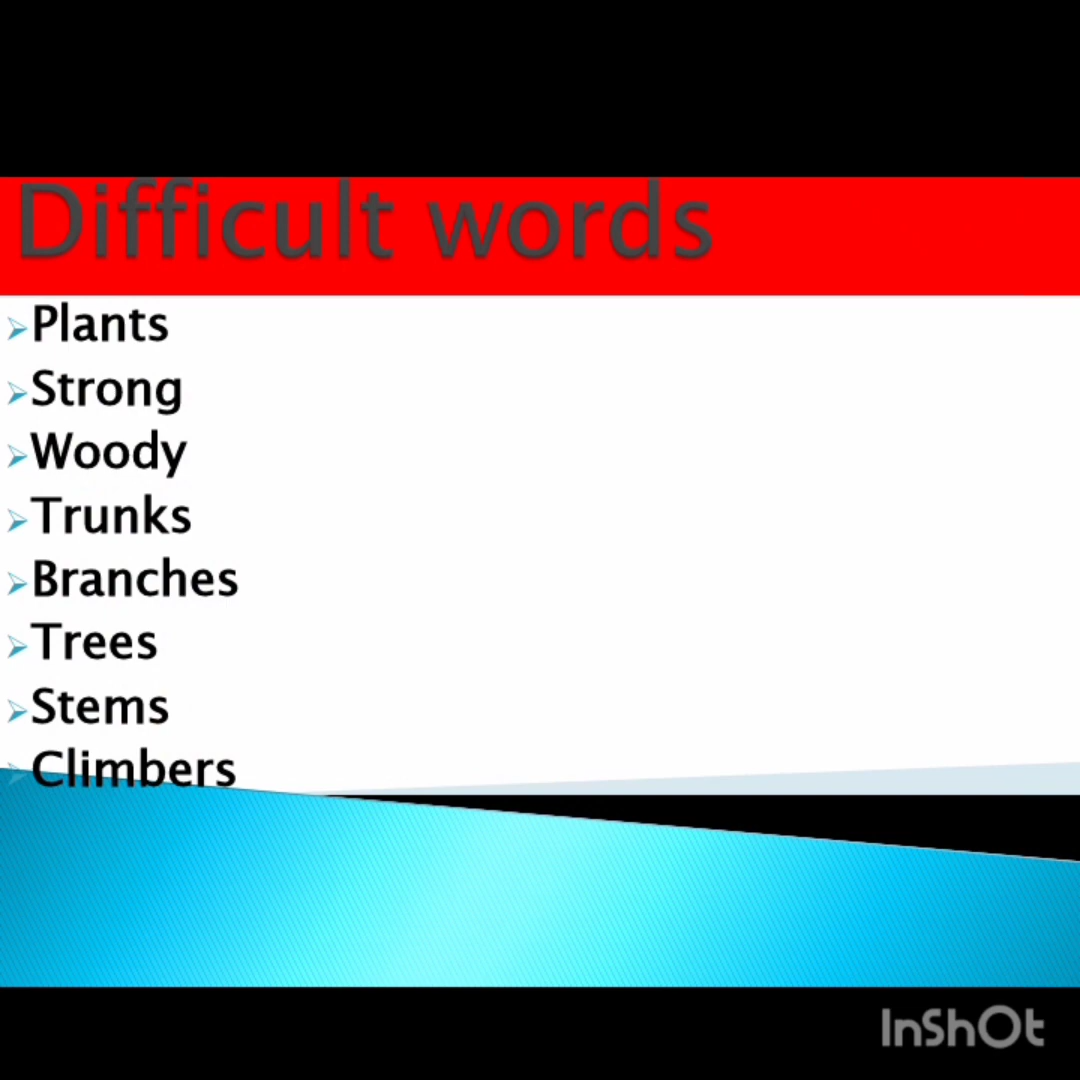 Difficult words
Plants
Strong
Woody
Trunks
Branches
Trees
Stems
Climbers
InShOt